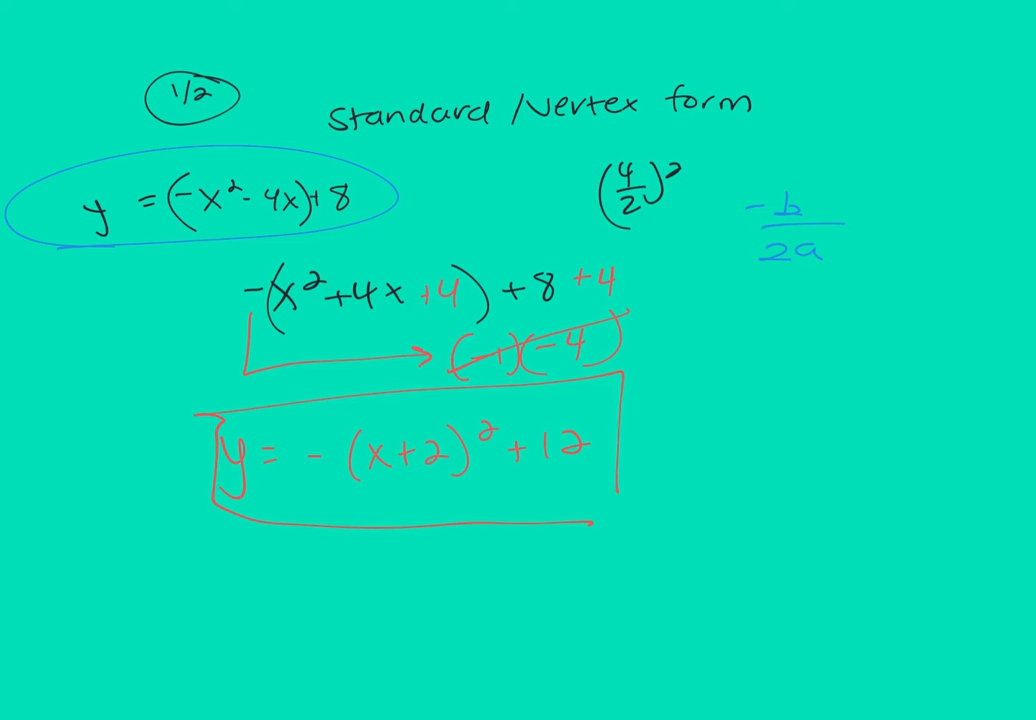 1/2
standard /vertex form
y = (-x² - 4x) + 8
(4/2)²
-b/2a
-(x² + 4x + 4) + 8 + 4
(-1)(-4)
y = - (x+2)² + 12